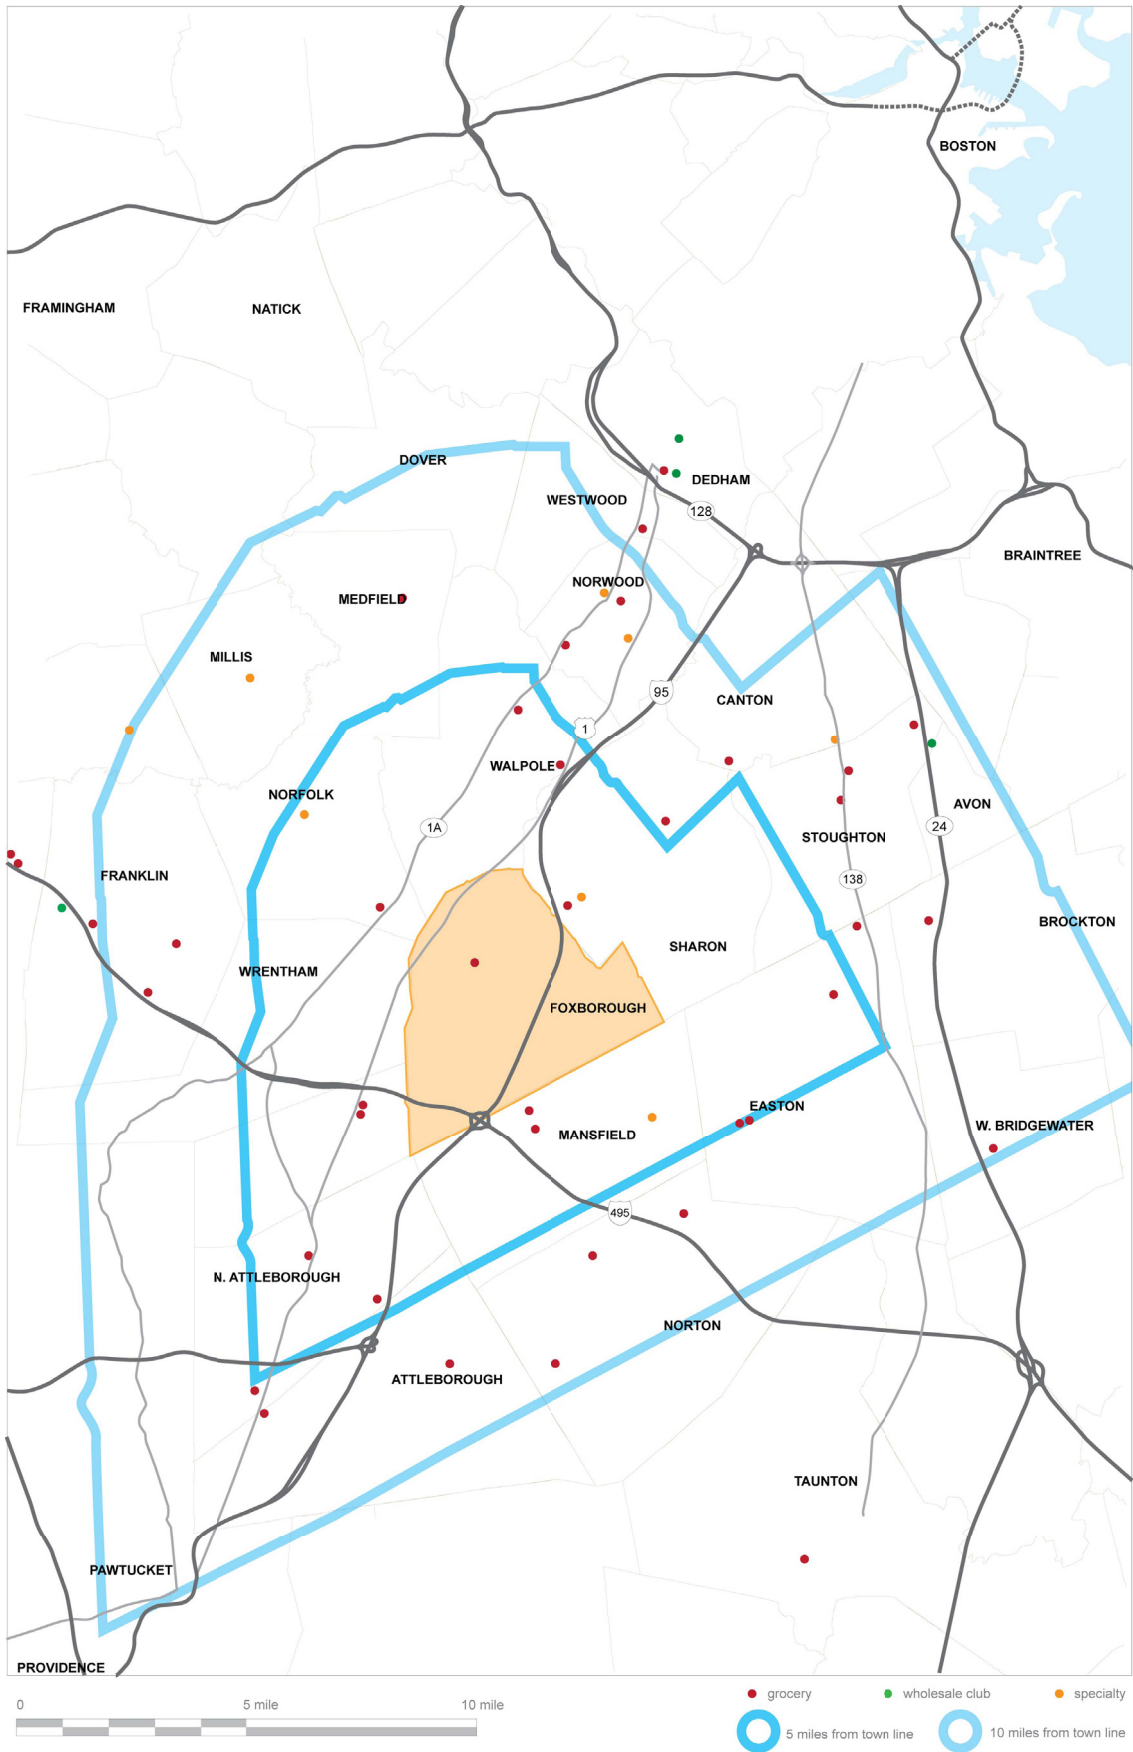 BOSTON
FRAMINGHAM
NATICK
DOVER
DEDHAM
WESTWOOD
128
BRAINTREE
NORWOOD
MEDFIELD
MILLIS
95
CANTON
1
WALPOLE
NORFOLK
AVON
1A
24
STOUGHTON
FRANKLIN
138
BROCKTON
SHARON
WRENTHAM
FOXBOROUGH
EASTON
W. BRIDGEWATER
MANSFIELD
495
N. ATTLEBOROUGH
NORTON
ATTLEBOROUGH
TAUNTON
PAWTUCKET
PROVIDENCE
0 5 mile 10 mile
grocery wholesale club specialty
5 miles from town line 10 miles from town line